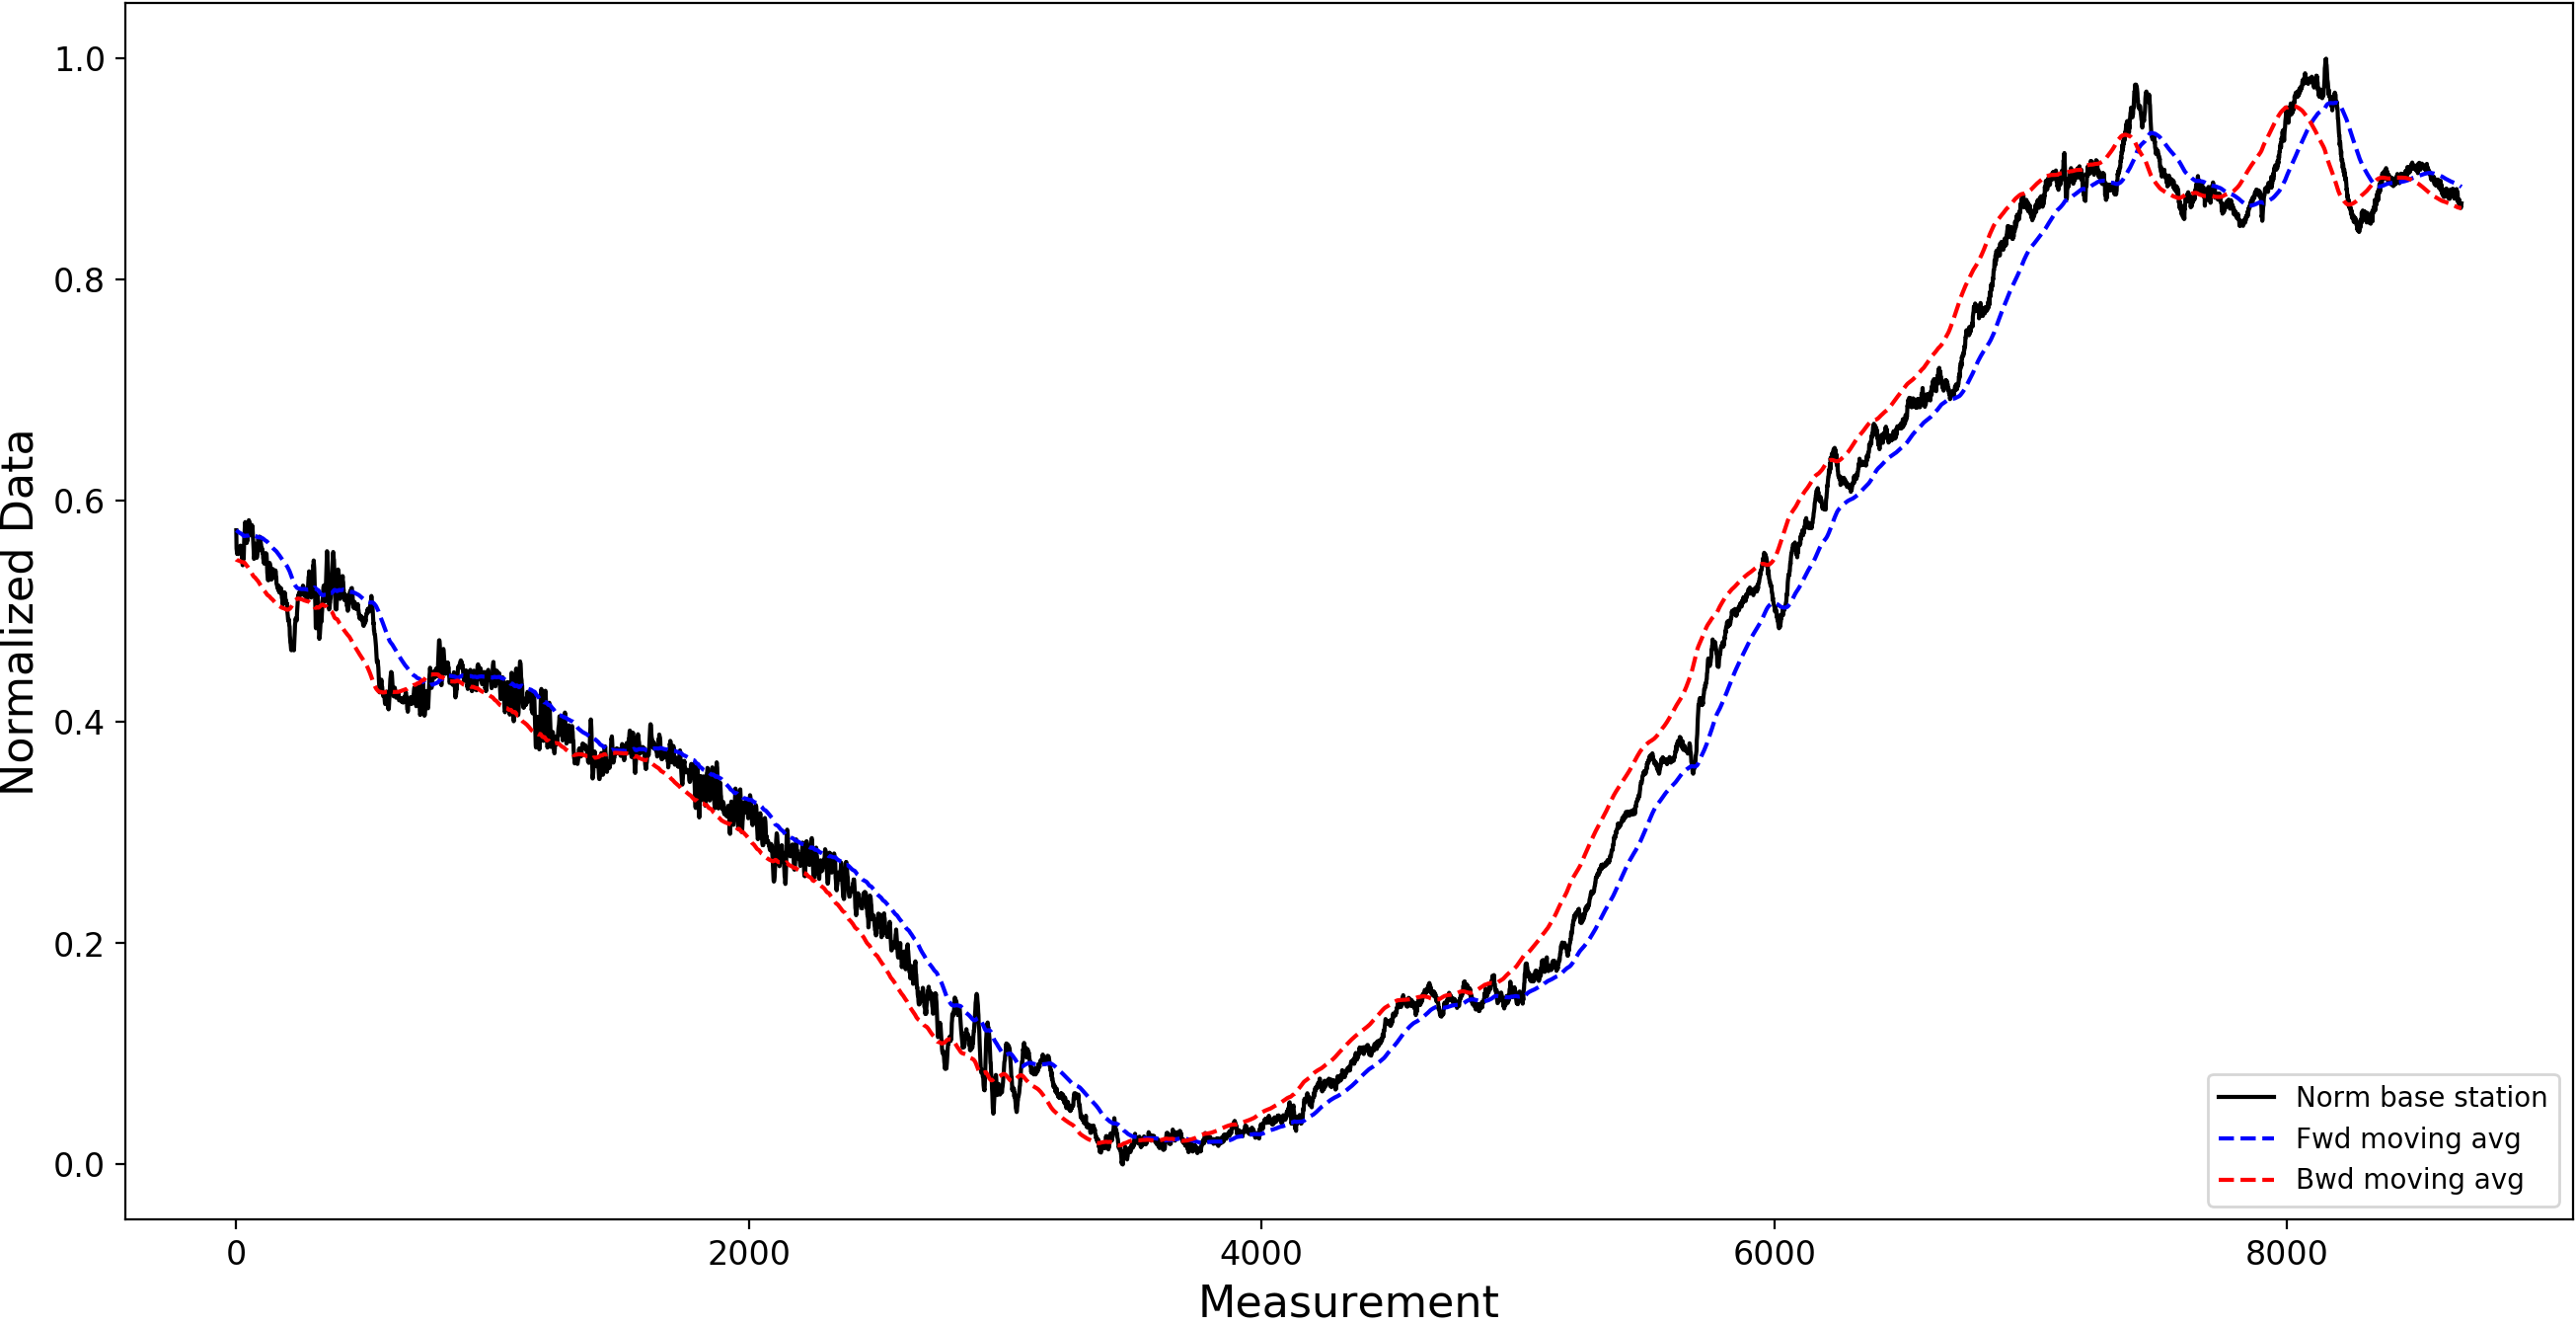 1.0
0.8
0.6
0.4
0.2
0.0
Normalized Data
0 2000 4000 6000 8000
Measurement
Norm base station
Fwd moving avg
Bwd moving avg